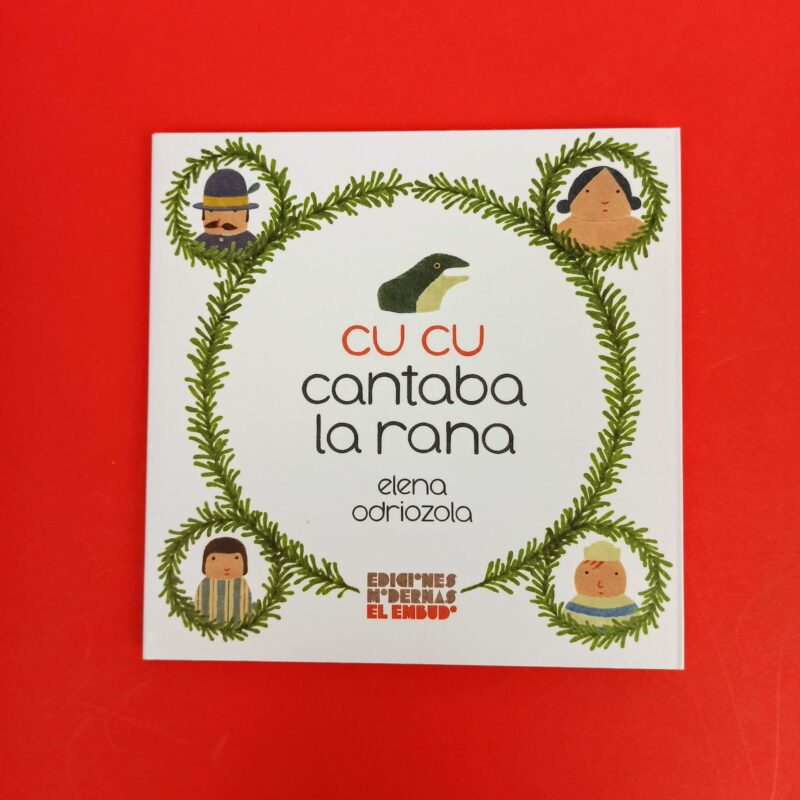 cu cu
cantaba
la rana
elena
odriozola
EDICIONES
MODERNAS
EL EMBUDO